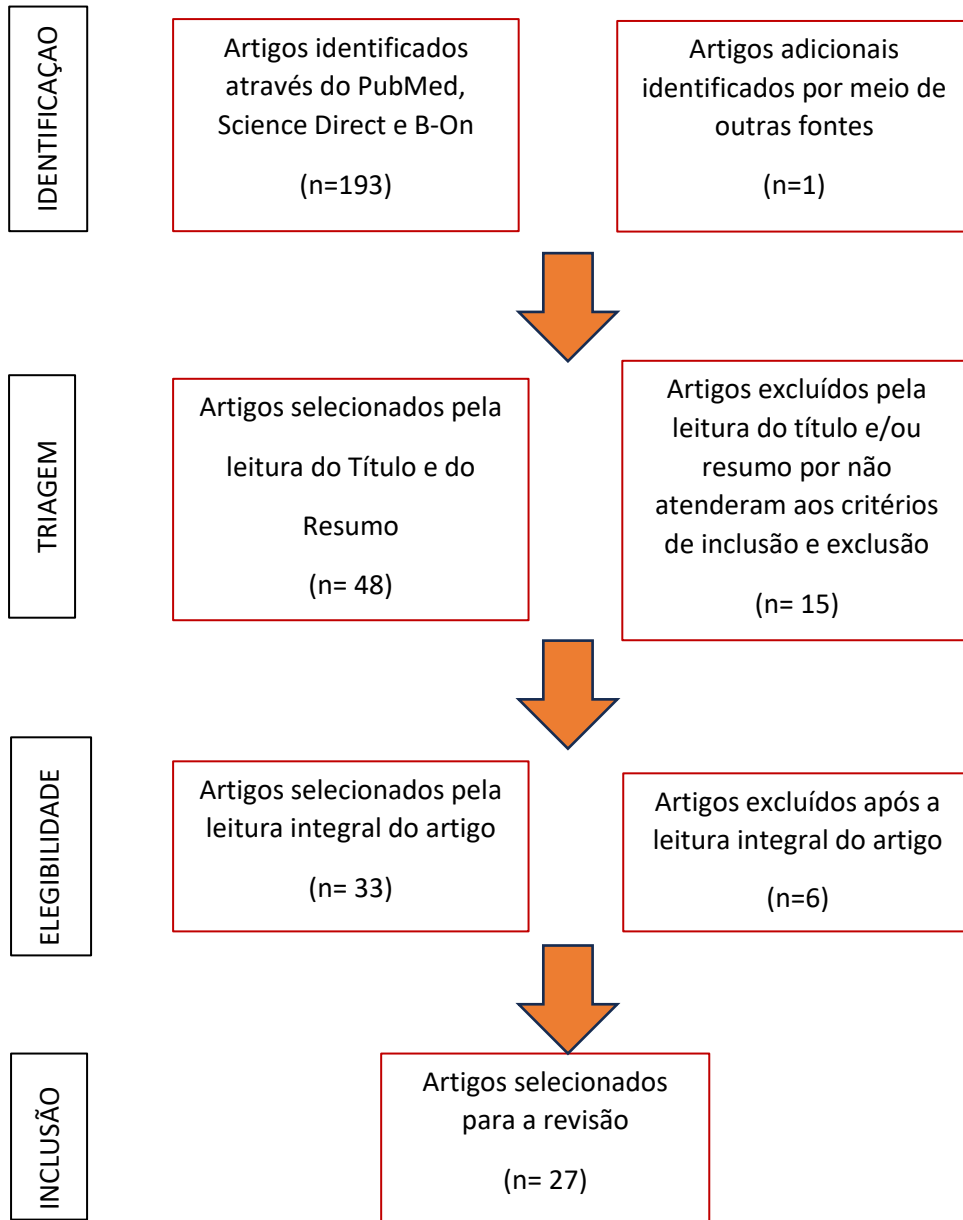 IDENTIFICAÇAO
Artigos identificados
através do PubMed,
Science Direct e B-On
(n=193)
Artigos adicionais
identificados por meio de
outras fontes
(n=1)
TRIAGEM
Artigos selecionados pela
leitura do Título e do
Resumo
(n= 48)
Artigos excluídos pela
leitura do título e/ou
resumo por não
atenderam aos critérios
de inclusão e exclusão
(n= 15)
ELEGIBILIDADE
Artigos selecionados pela
leitura integral do artigo
(n= 33)
Artigos excluídos após a
leitura integral do artigo
(n=6)
INCLUSÃO
Artigos selecionados
para a revisão
(n= 27)